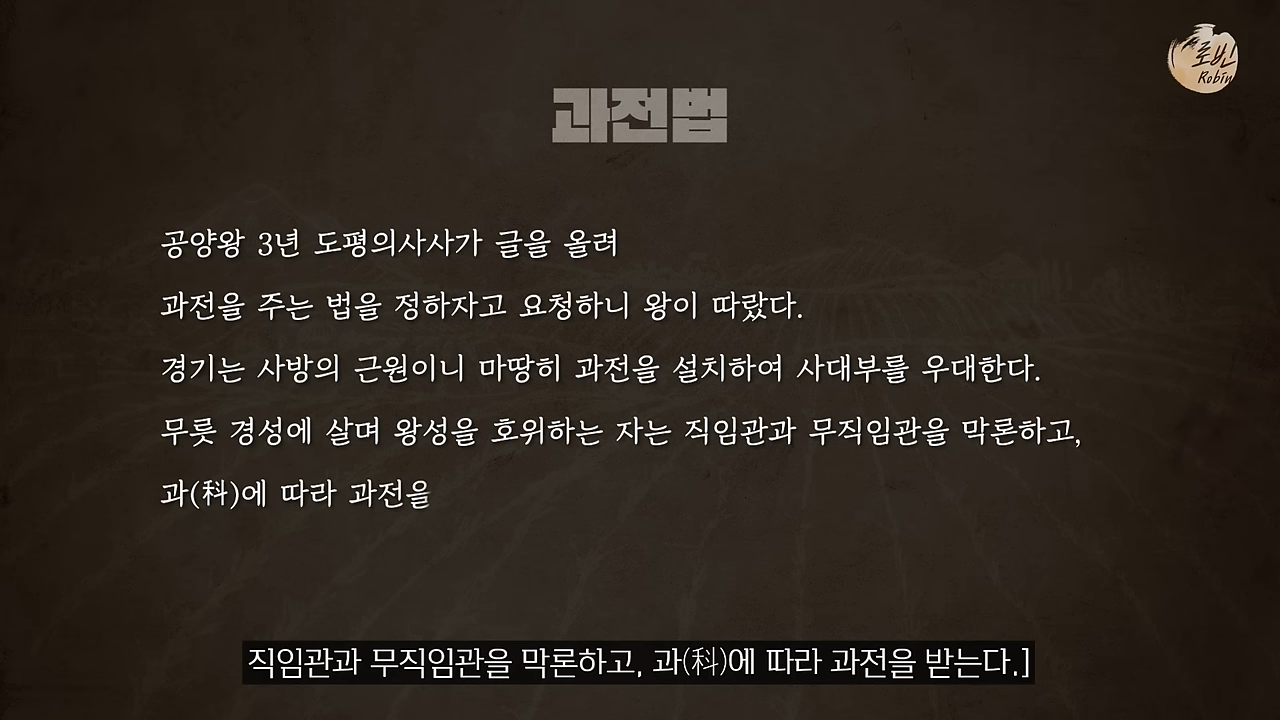 로빈
Robin
과전법
공양왕 3년 도평의사사가 글을 올려
과전을 주는 법을 정하자고 요청하니 왕이 따랐다.
경기는 사방의 근원이니 마땅히 과전을 설치하여 사대부를 우대한다.
무릇 경성에 살며 왕성을 호위하는 자는 직임관과 무직임관을 막론하고,
과(科)에 따라 과전을
직임관과 무직임관을 막론하고, 과(科)에 따라 과전을 받는다.]